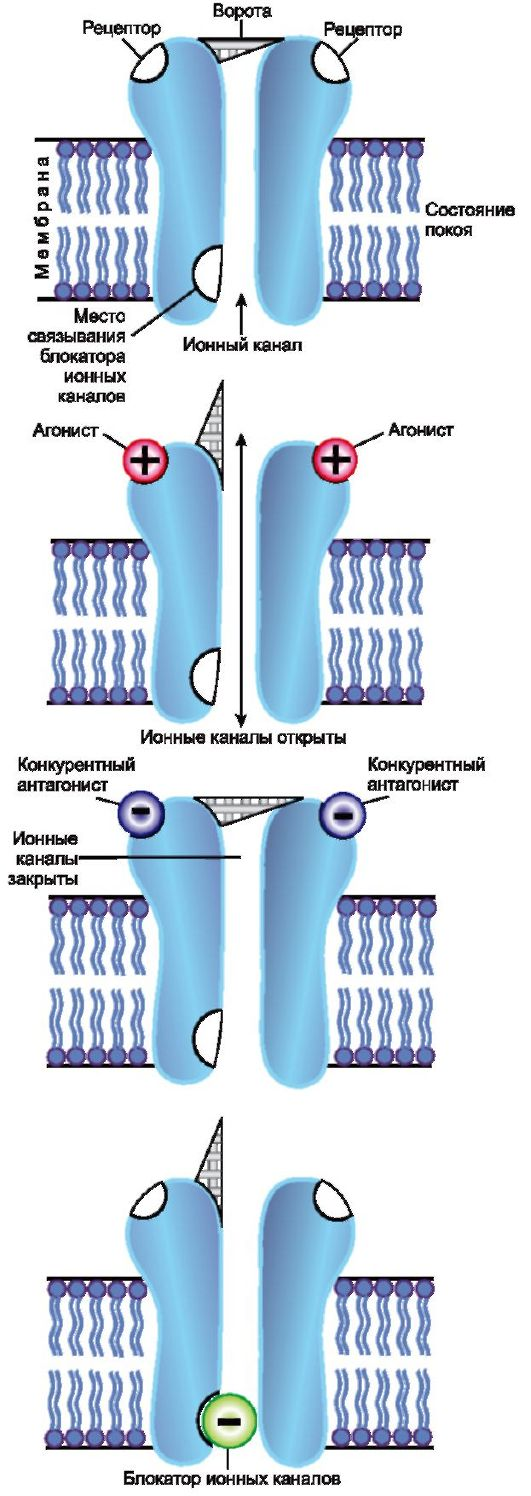 Ворота
Рецептор
Рецептор
Мембрана
Состояние
покоя
Место
связывания
блокатора
ионных
каналов
Ионный канал
Агонист
Агонист
+
+
Ионные каналы открыты
Конкурентный
антагонист
Конкурентный
антагонист
-
-
Ионные
каналы
закрыты
-
Блокатор ионных каналов